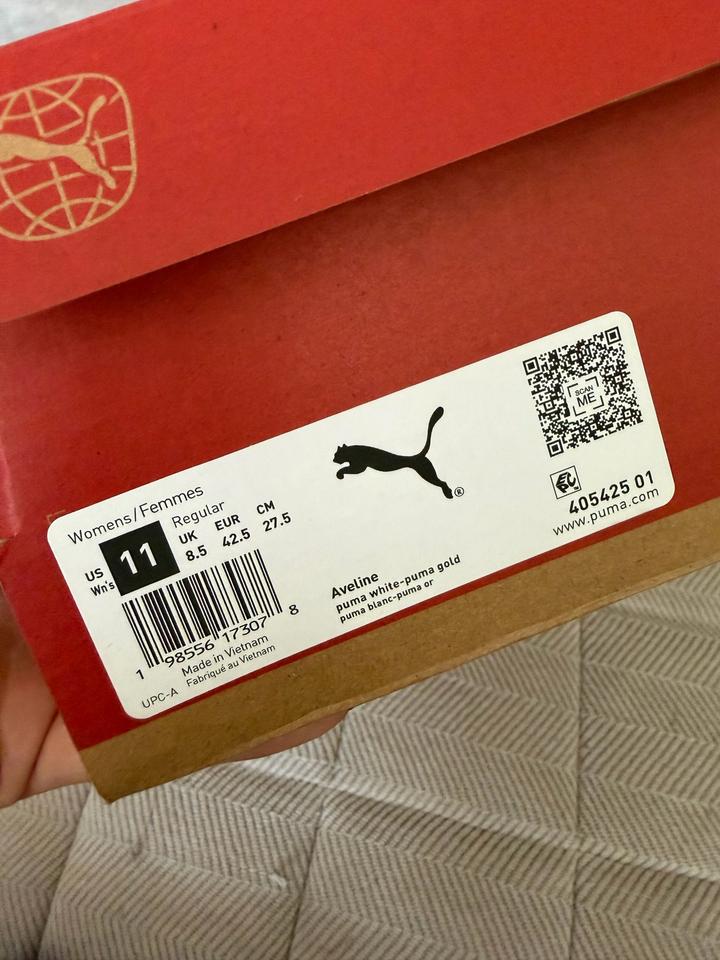 Womens/Femmes
Regular
US
Wn's
11
UK
8.5
EUR
42.5
CM
27.5
1 98556 17307 8
Made in Vietnam
Fabriqué au Vietnam
UPC-A
®
Aveline
puma white-puma gold
puma blanc-puma or
SCAN
ME
405425 01
www.puma.com